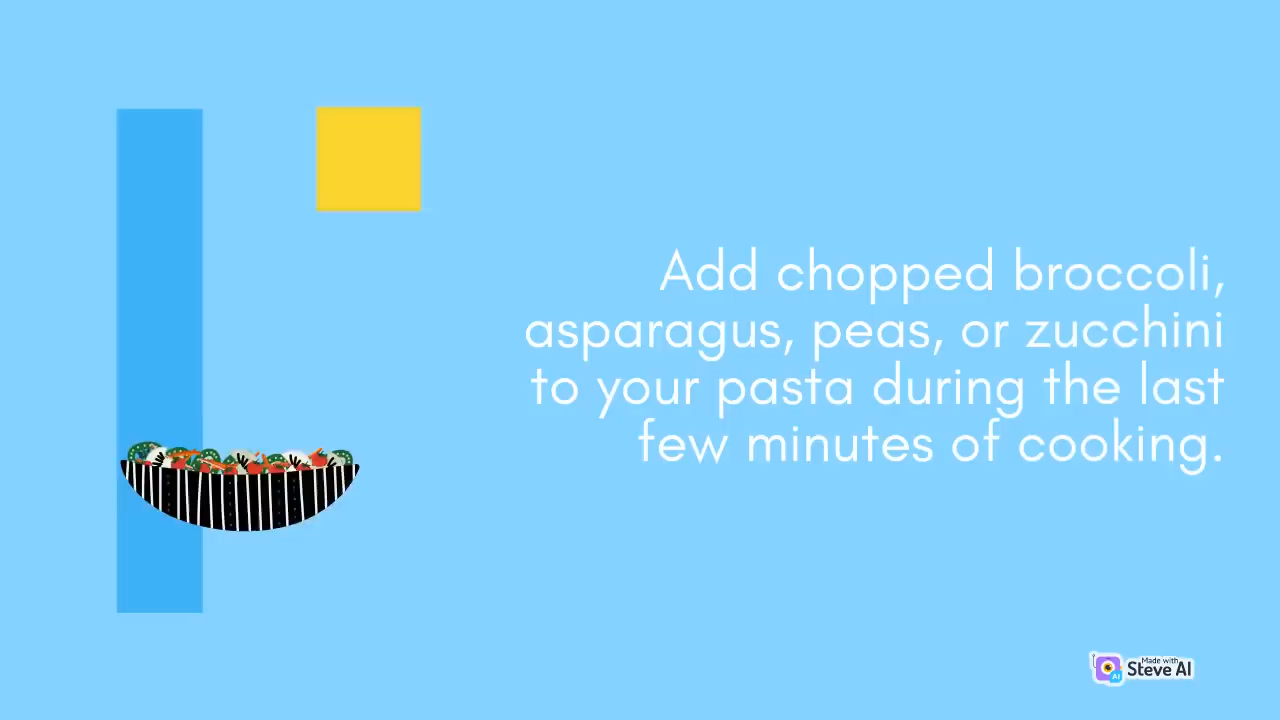 Add chopped broccoli,
asparagus, peas, or zucchini
to your pasta during the last
few minutes of cooking.
Made with
Steve AI
AI